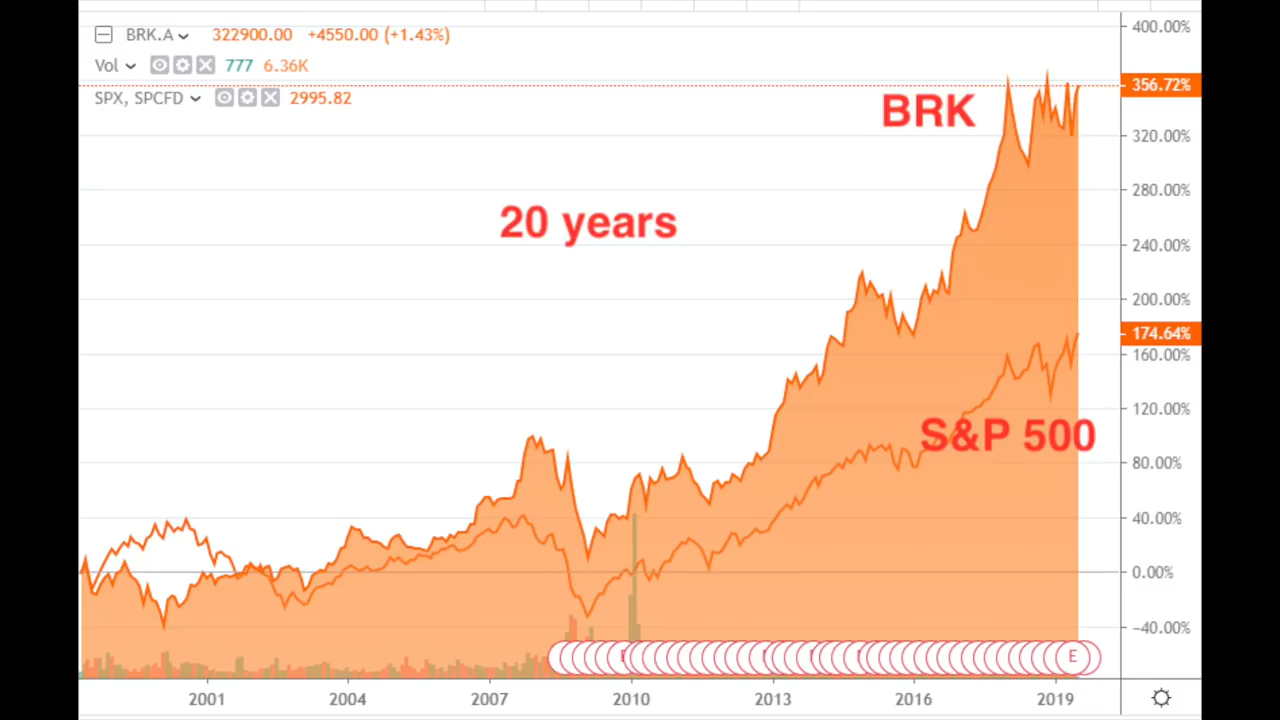 BRK.A 322900.00 +4550.00 (+1.43%)
Vol 777 6.36K
SPX, SPCFD 2995.82
BRK
20 years
S&P 500
400.00%
356.72%
320.00%
280.00%
240.00%
200.00%
174.64%
160.00%
120.00%
80.00%
40.00%
0.00%
−40.00%
E
2001 2004 2007 2010 2013 2016 2019